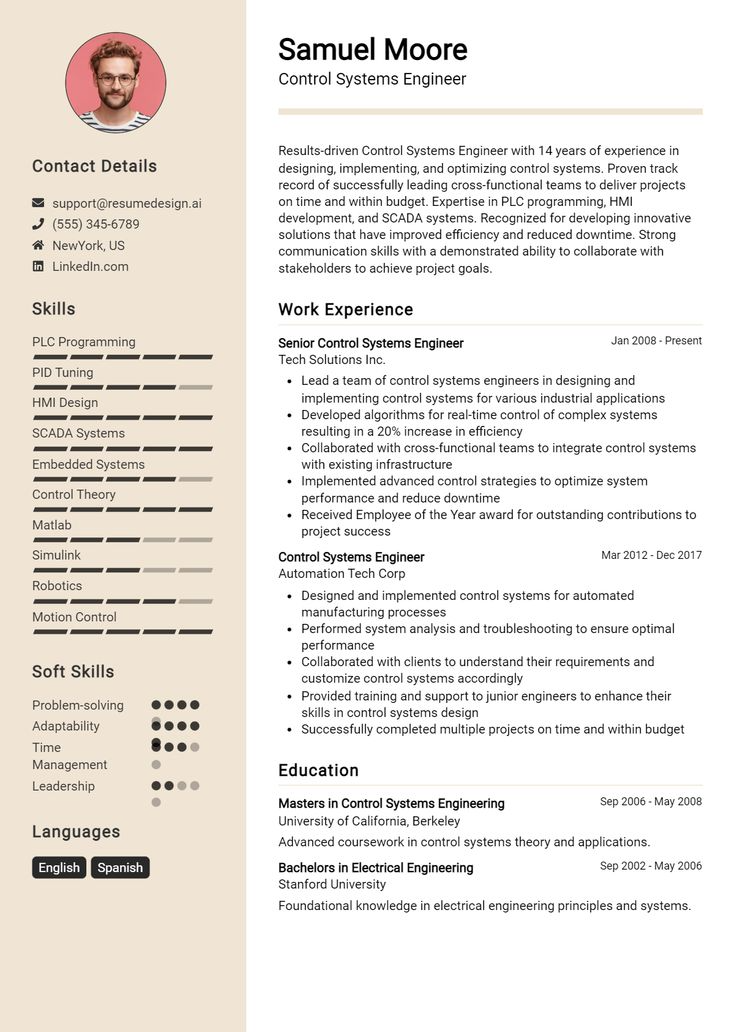 Contact Details
support@resumedesign.ai
(555) 345-6789
NewYork, US
LinkedIn.com
Skills
PLC Programming
PID Tuning
HMI Design
SCADA Systems
Embedded Systems
Control Theory
Matlab
Simulink
Robotics
Motion Control
Soft Skills
Problem-solving
Adaptability
Time
Management
Leadership
Languages
English Spanish
Samuel Moore
Control Systems Engineer
Results-driven Control Systems Engineer with 14 years of experience in
designing, implementing, and optimizing control systems. Proven track
record of successfully leading cross-functional teams to deliver projects
on time and within budget. Expertise in PLC programming, HMI
development, and SCADA systems. Recognized for developing innovative
solutions that have improved efficiency and reduced downtime. Strong
communication skills with a demonstrated ability to collaborate with
stakeholders to achieve project goals.
Work Experience
Senior Control Systems Engineer Jan 2008 - Present
Tech Solutions Inc.
• Lead a team of control systems engineers in designing and
implementing control systems for various industrial applications
• Developed algorithms for real-time control of complex systems
resulting in a 20% increase in efficiency
• Collaborated with cross-functional teams to integrate control systems
with existing infrastructure
• Implemented advanced control strategies to optimize system
performance and reduce downtime
• Received Employee of the Year award for outstanding contributions to
project success
Control Systems Engineer Mar 2012 - Dec 2017
Automation Tech Corp
• Designed and implemented control systems for automated
manufacturing processes
• Performed system analysis and troubleshooting to ensure optimal
performance
• Collaborated with clients to understand their requirements and
customize control systems accordingly
• Provided training and support to junior engineers to enhance their
skills in control systems design
• Successfully completed multiple projects on time and within budget
Education
Masters in Control Systems Engineering Sep 2006 - May 2008
University of California, Berkeley
Advanced coursework in control systems theory and applications.
Bachelors in Electrical Engineering Sep 2002 - May 2006
Stanford University
Foundational knowledge in electrical engineering principles and systems.